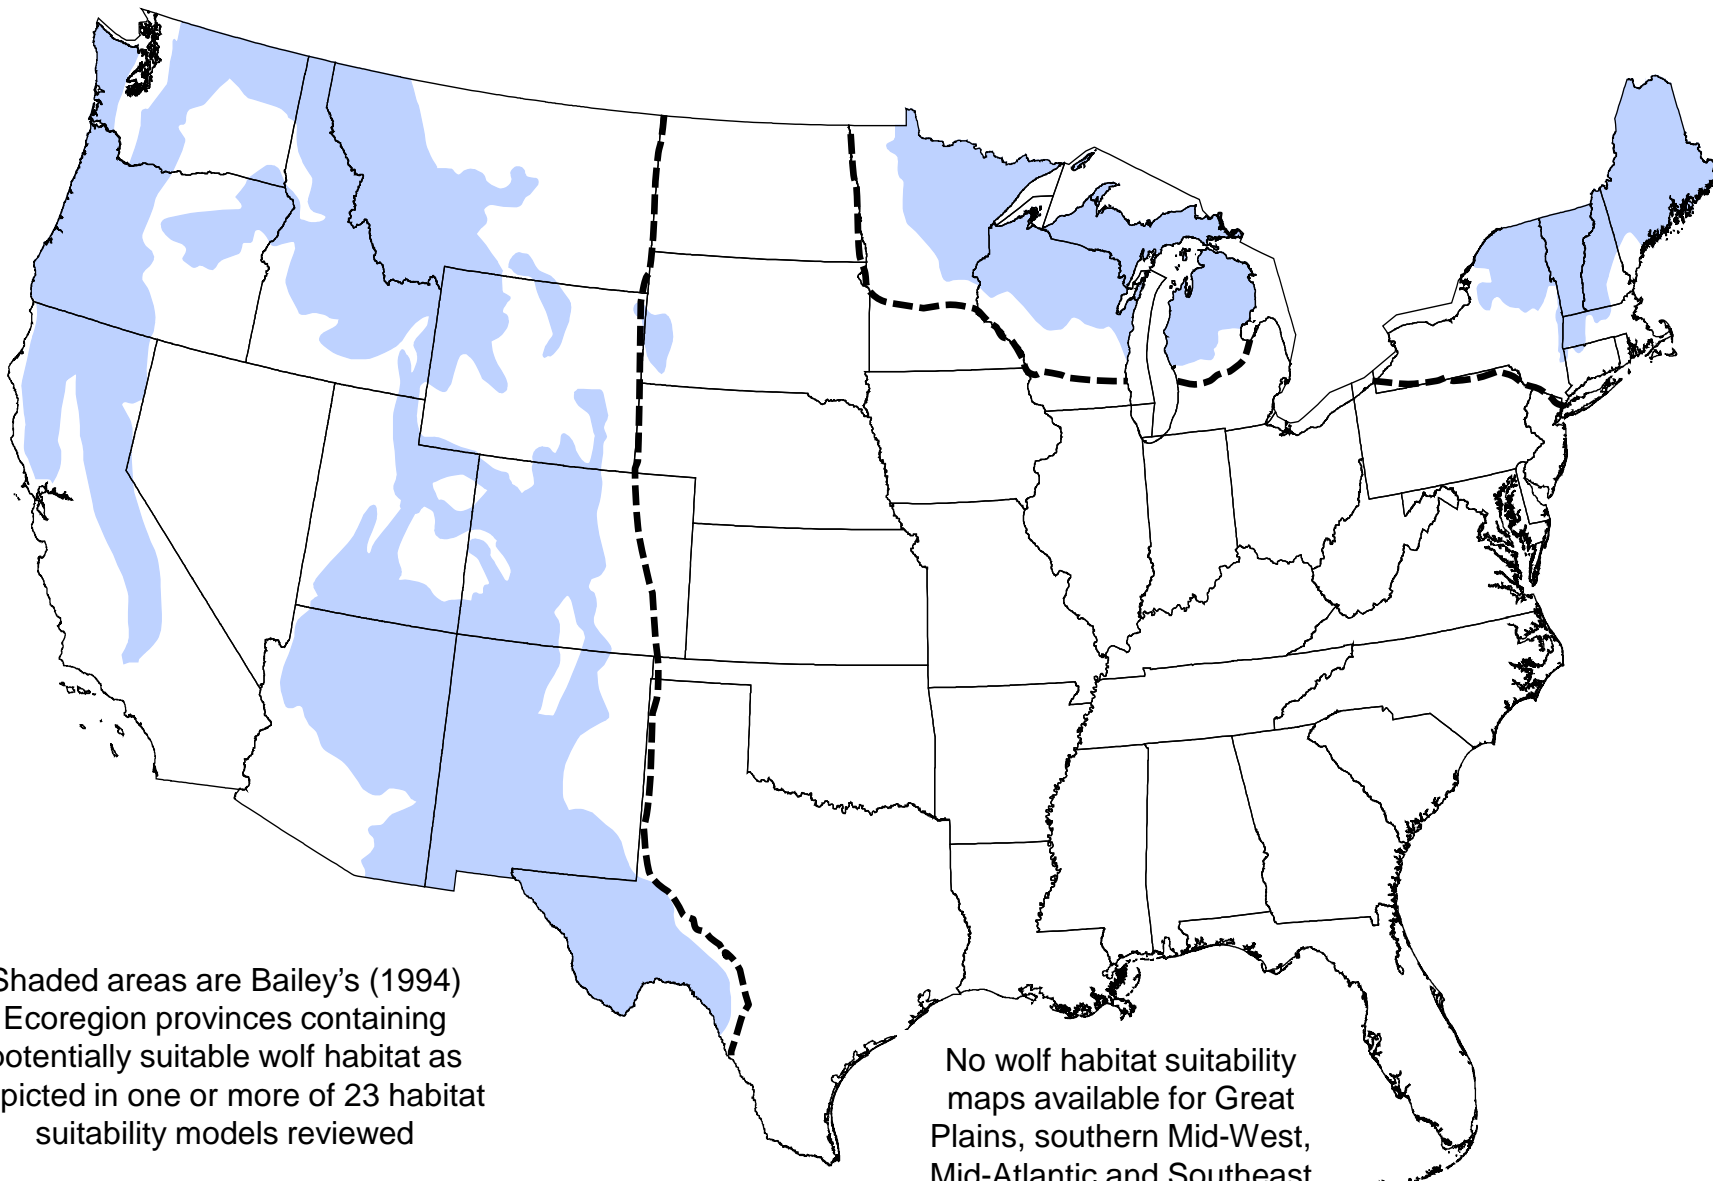 Shaded areas are Bailey’s (1994)
Ecoregion provinces containing
potentially suitable wolf habitat as
depicted in one or more of 23 habitat
suitability models reviewed
No wolf habitat suitability
maps available for Great
Plains, southern Mid-West,
Mid-Atlantic and Southeast